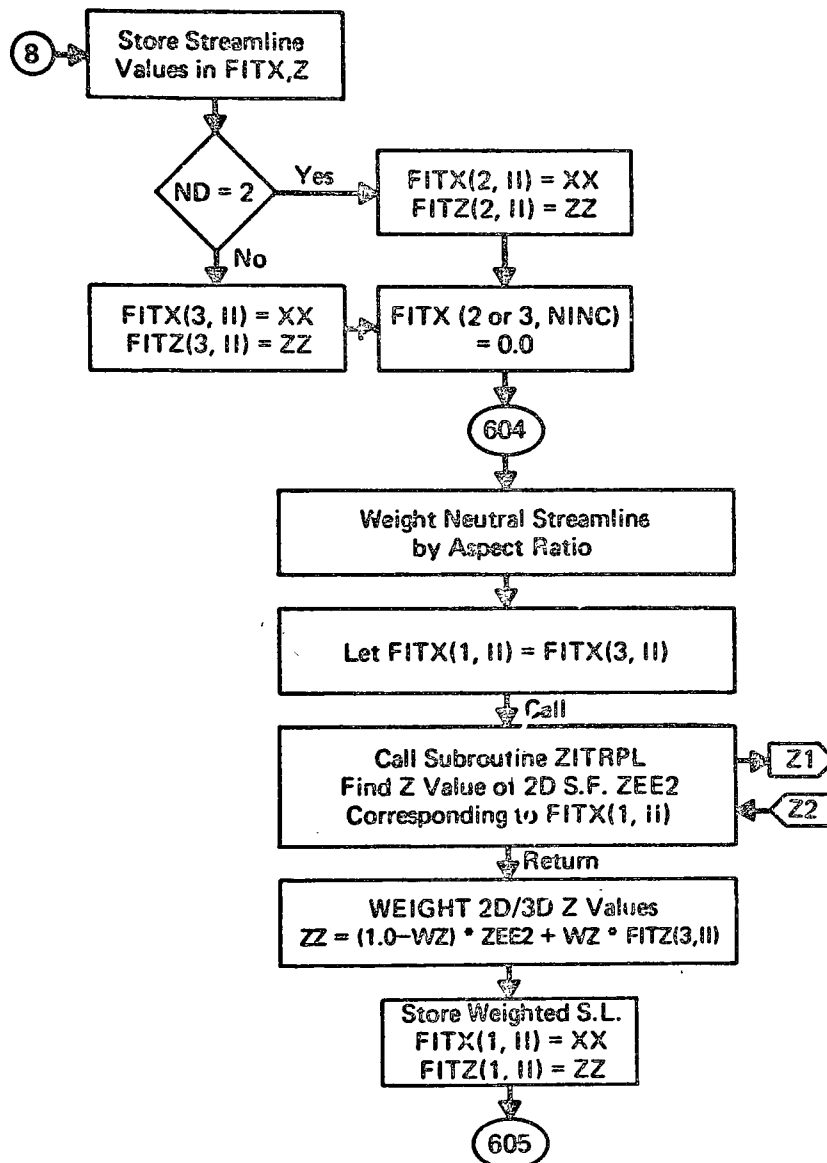 8
Store Streamline
Values in FITX,Z
ND = 2
Yes
FITX(2, II) = XX
FITZ(2, II) = ZZ
No
FITX(3, II) = XX
FITZ(3, II) = ZZ
FITX (2 or 3, NINC)
= 0.0
604
Weight Neutral Streamline
by Aspect Ratio
Let FITX(1, II) = FITX(3, II)
Call
Call Subroutine ZITRPL
Find Z Value of 2D S.F. ZEE2
Corresponding to FITX(1, II)
Z1
Z2
Return
WEIGHT 2D/3D Z Values
ZZ = (1.0-WZ) * ZEE2 + WZ * FITZ(3,II)
Store Weighted S.L.
FITX(1, II) = XX
FITZ(1, II) = ZZ
605